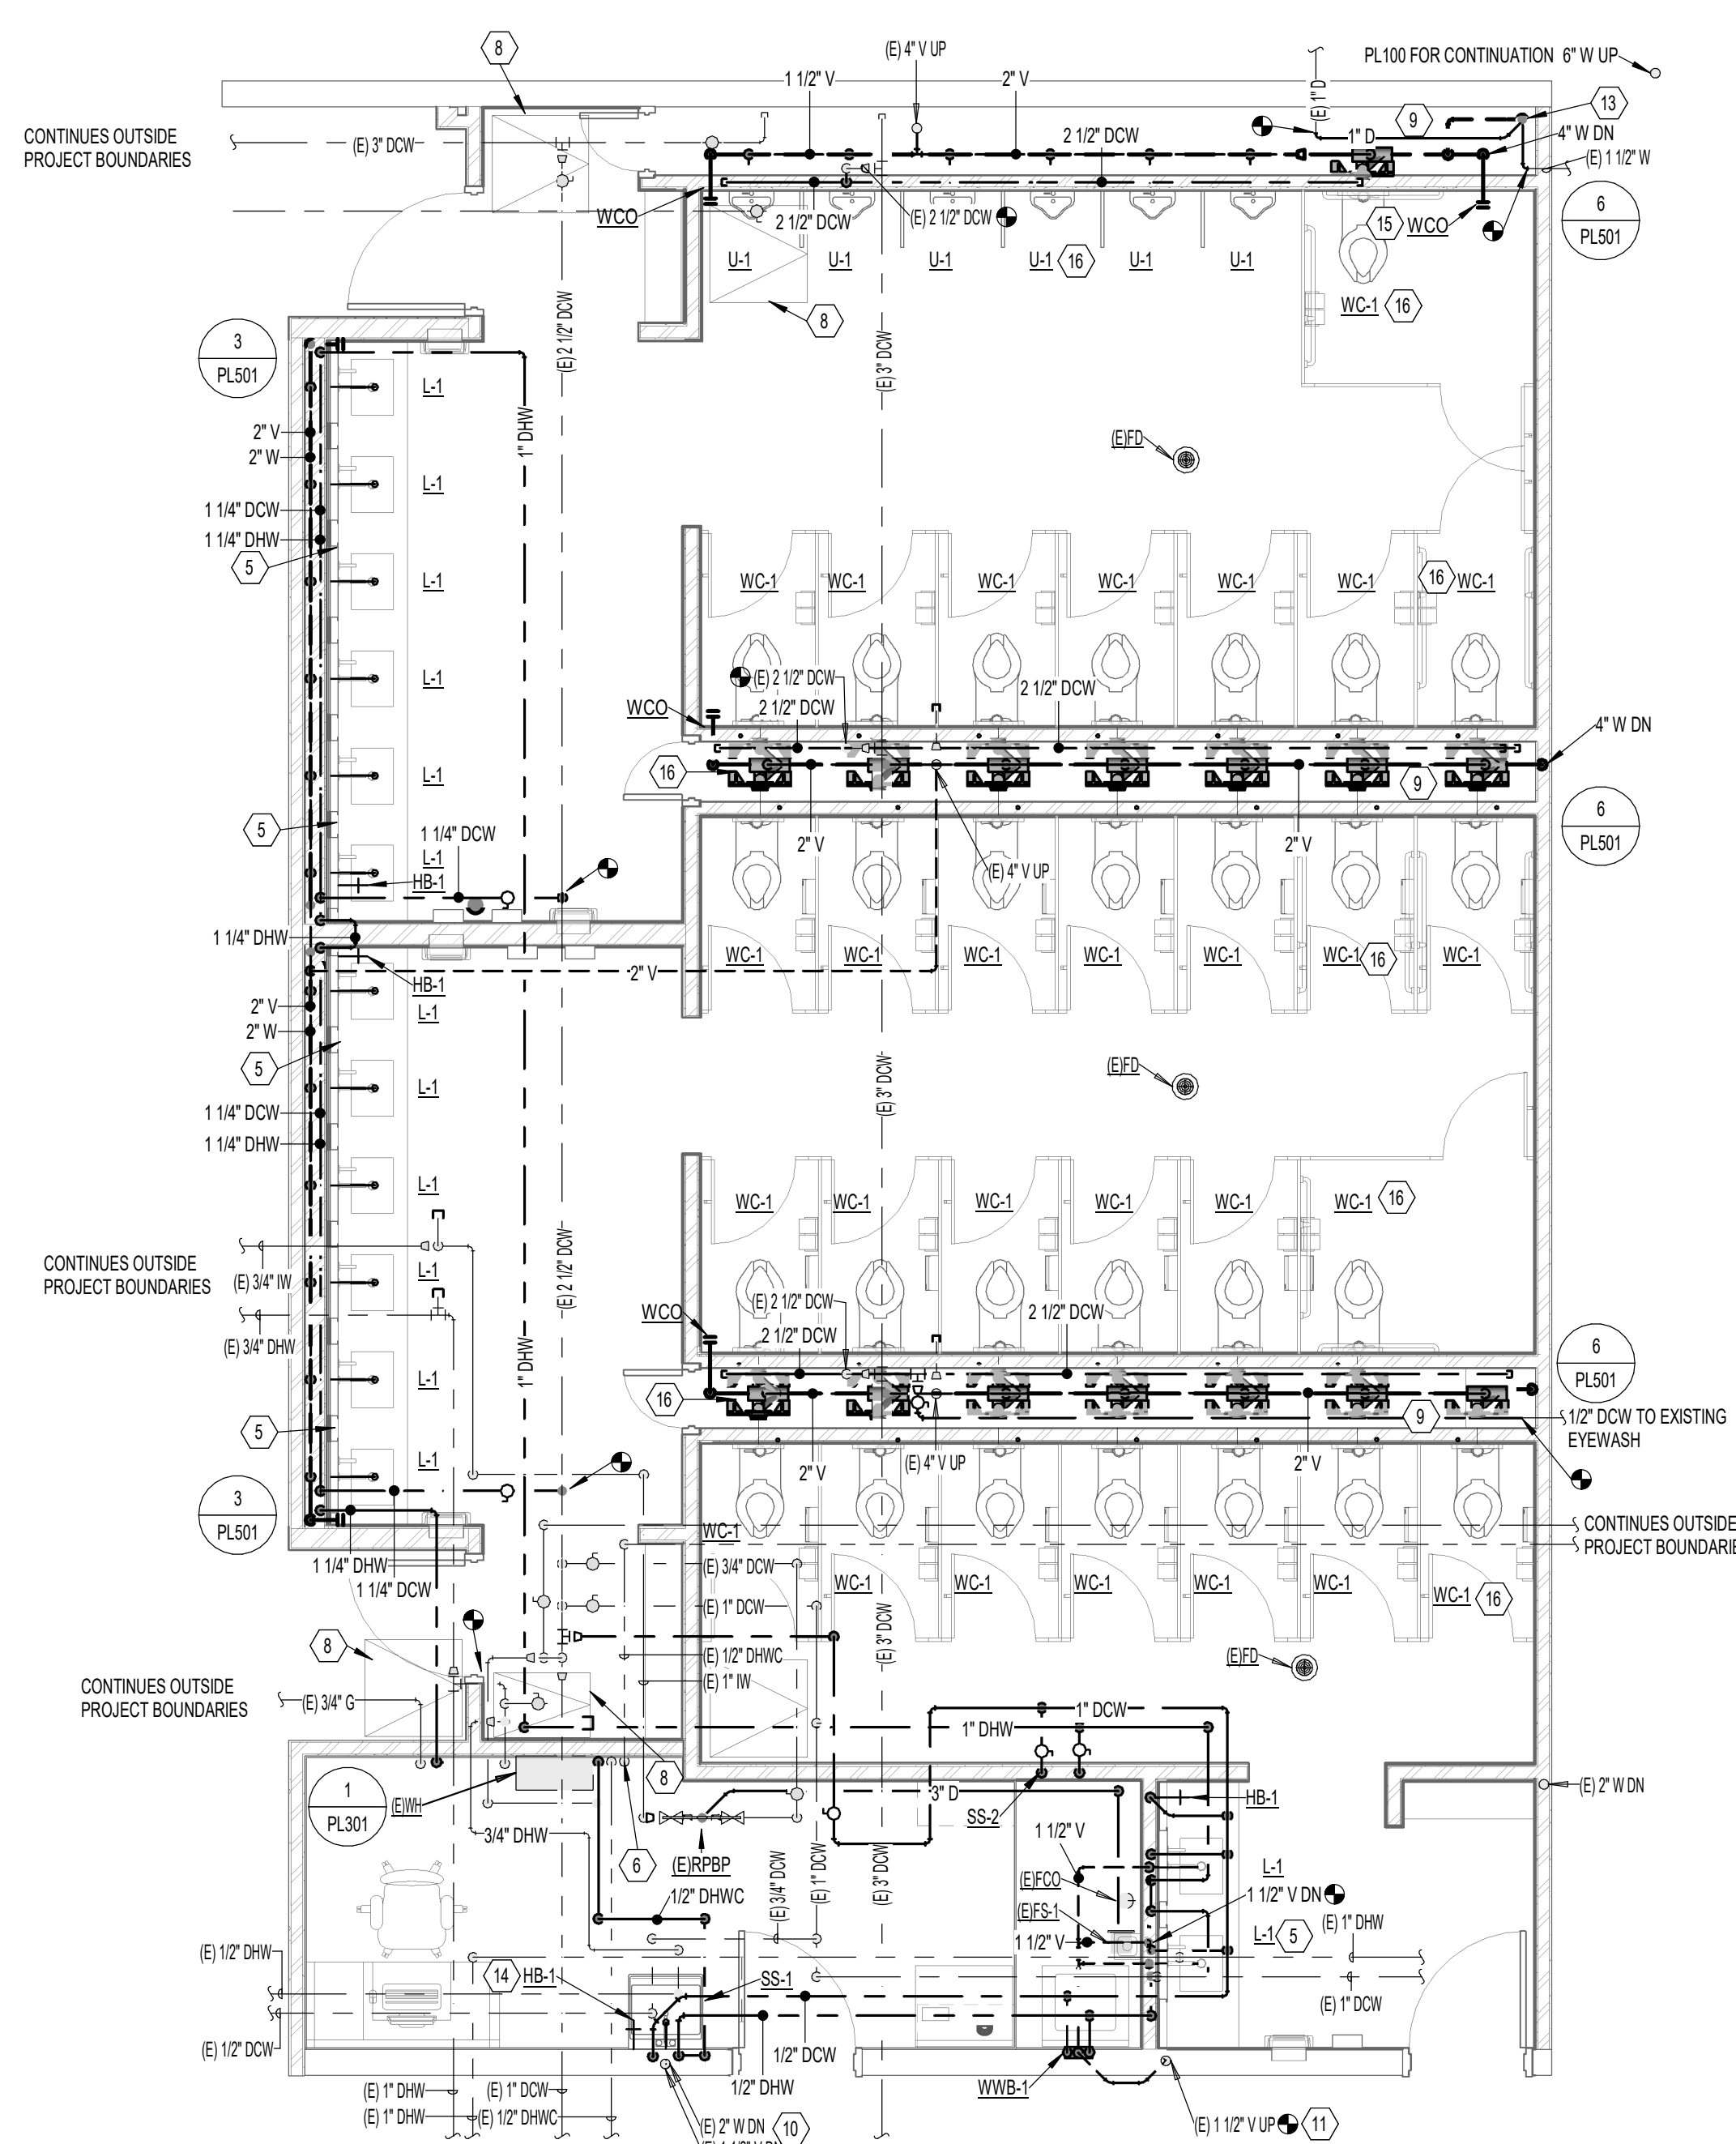 8
(E) 4" V UP
PL100 FOR CONTINUATION 6" W UP
1 1/2" V
2" V
(E) 1" D
13
CONTINUES OUTSIDE
PROJECT BOUNDARIES
(E) 3" DCW
2 1/2" DCW
1" D
9
4" W DN
(E) 1 1/2" W
WCO
2 1/2" DCW
(E) 2 1/2" DCW
15
WCO
6
PL501
U-1
U-1
U-1
U-1
16
U-1
U-1
8
WC-1
16
(E) 2 1/2" DCW
(E) 3" DCW
3
PL501
L-1
1" DHW
2" V
2" W
(E)FD
L-1
1 1/4" DCW
1 1/4" DHW
5
L-1
WC-1
WC-1
WC-1
WC-1
WC-1
WC-1
16
WC-1
L-1
(E) 2 1/2" DCW
WCO
2 1/2" DCW
2 1/2" DCW
4" W DN
L-1
16
9
5
1 1/4" DCW
2" V
2" V
6
PL501
L-1
HB-1
(E) 4" V UP
1 1/4" DHW
WC-1
WC-1
WC-1
WC-1
WC-1
WC-1
16
WC-1
2" V
HB-1
2" V
L-1
2" W
5
(E) 3" DCW
(E)FD
L-1
1 1/4" DCW
1 1/4" DHW
L-1
WC-1
WC-1
WC-1
WC-1
WC-1
WC-1
16
CONTINUES OUTSIDE
PROJECT BOUNDARIES
(E) 3/4" IW
L-1
(E) 2 1/2" DCW
(E) 3/4" DHW
WCO
(E) 2 1/2" DCW
2 1/2" DCW
2 1/2" DCW
1" DHW
6
PL501
L-1
16
9
1/2" DCW TO EXISTING
EYEWASH
5
L-1
2" V
(E) 4" V UP
2" V
3
PL501
CONTINUES OUTSIDE
PROJECT BOUNDARIE
WC-1
1 1/4" DHW
1 1/4" DCW
(E) 3/4" DCW
WC-1
WC-1
WC-1
WC-1
WC-1
WC-1
16
(E) 1" DCW
8
(E) 1/2" DHWC
(E) 3" DCW
(E)FD
(E) 1" IW
CONTINUES OUTSIDE
PROJECT BOUNDARIES
(E) 3/4" G
1" DCW
1" DHW
1
PL301
(E)WH
8
3" D
HB-1
(E) 2" W DN
SS-2
3/4" DHW
6
(E)RPBP
1 1/2" V
(E) 3/4" DCW
(E) 1" DCW
(E) 3" DCW
1/2" DHWC
(E)FCO
L-1
1 1/2" V DN
(E)FS-1
1 1/2" V
L-1
5
(E) 1" DHW
(E) 1/2" DHW
14
HB-1
SS-1
(E) 1" DCW
(E) 1/2" DCW
1/2" DCW
1/2" DHW
WWB-1
(E) 1" DHW
(E) 1" DCW
(E) 1" DHW
(E) 1/2" DHWC
(E) 2" W DN
10
(E) 1 1/2" V UP
11